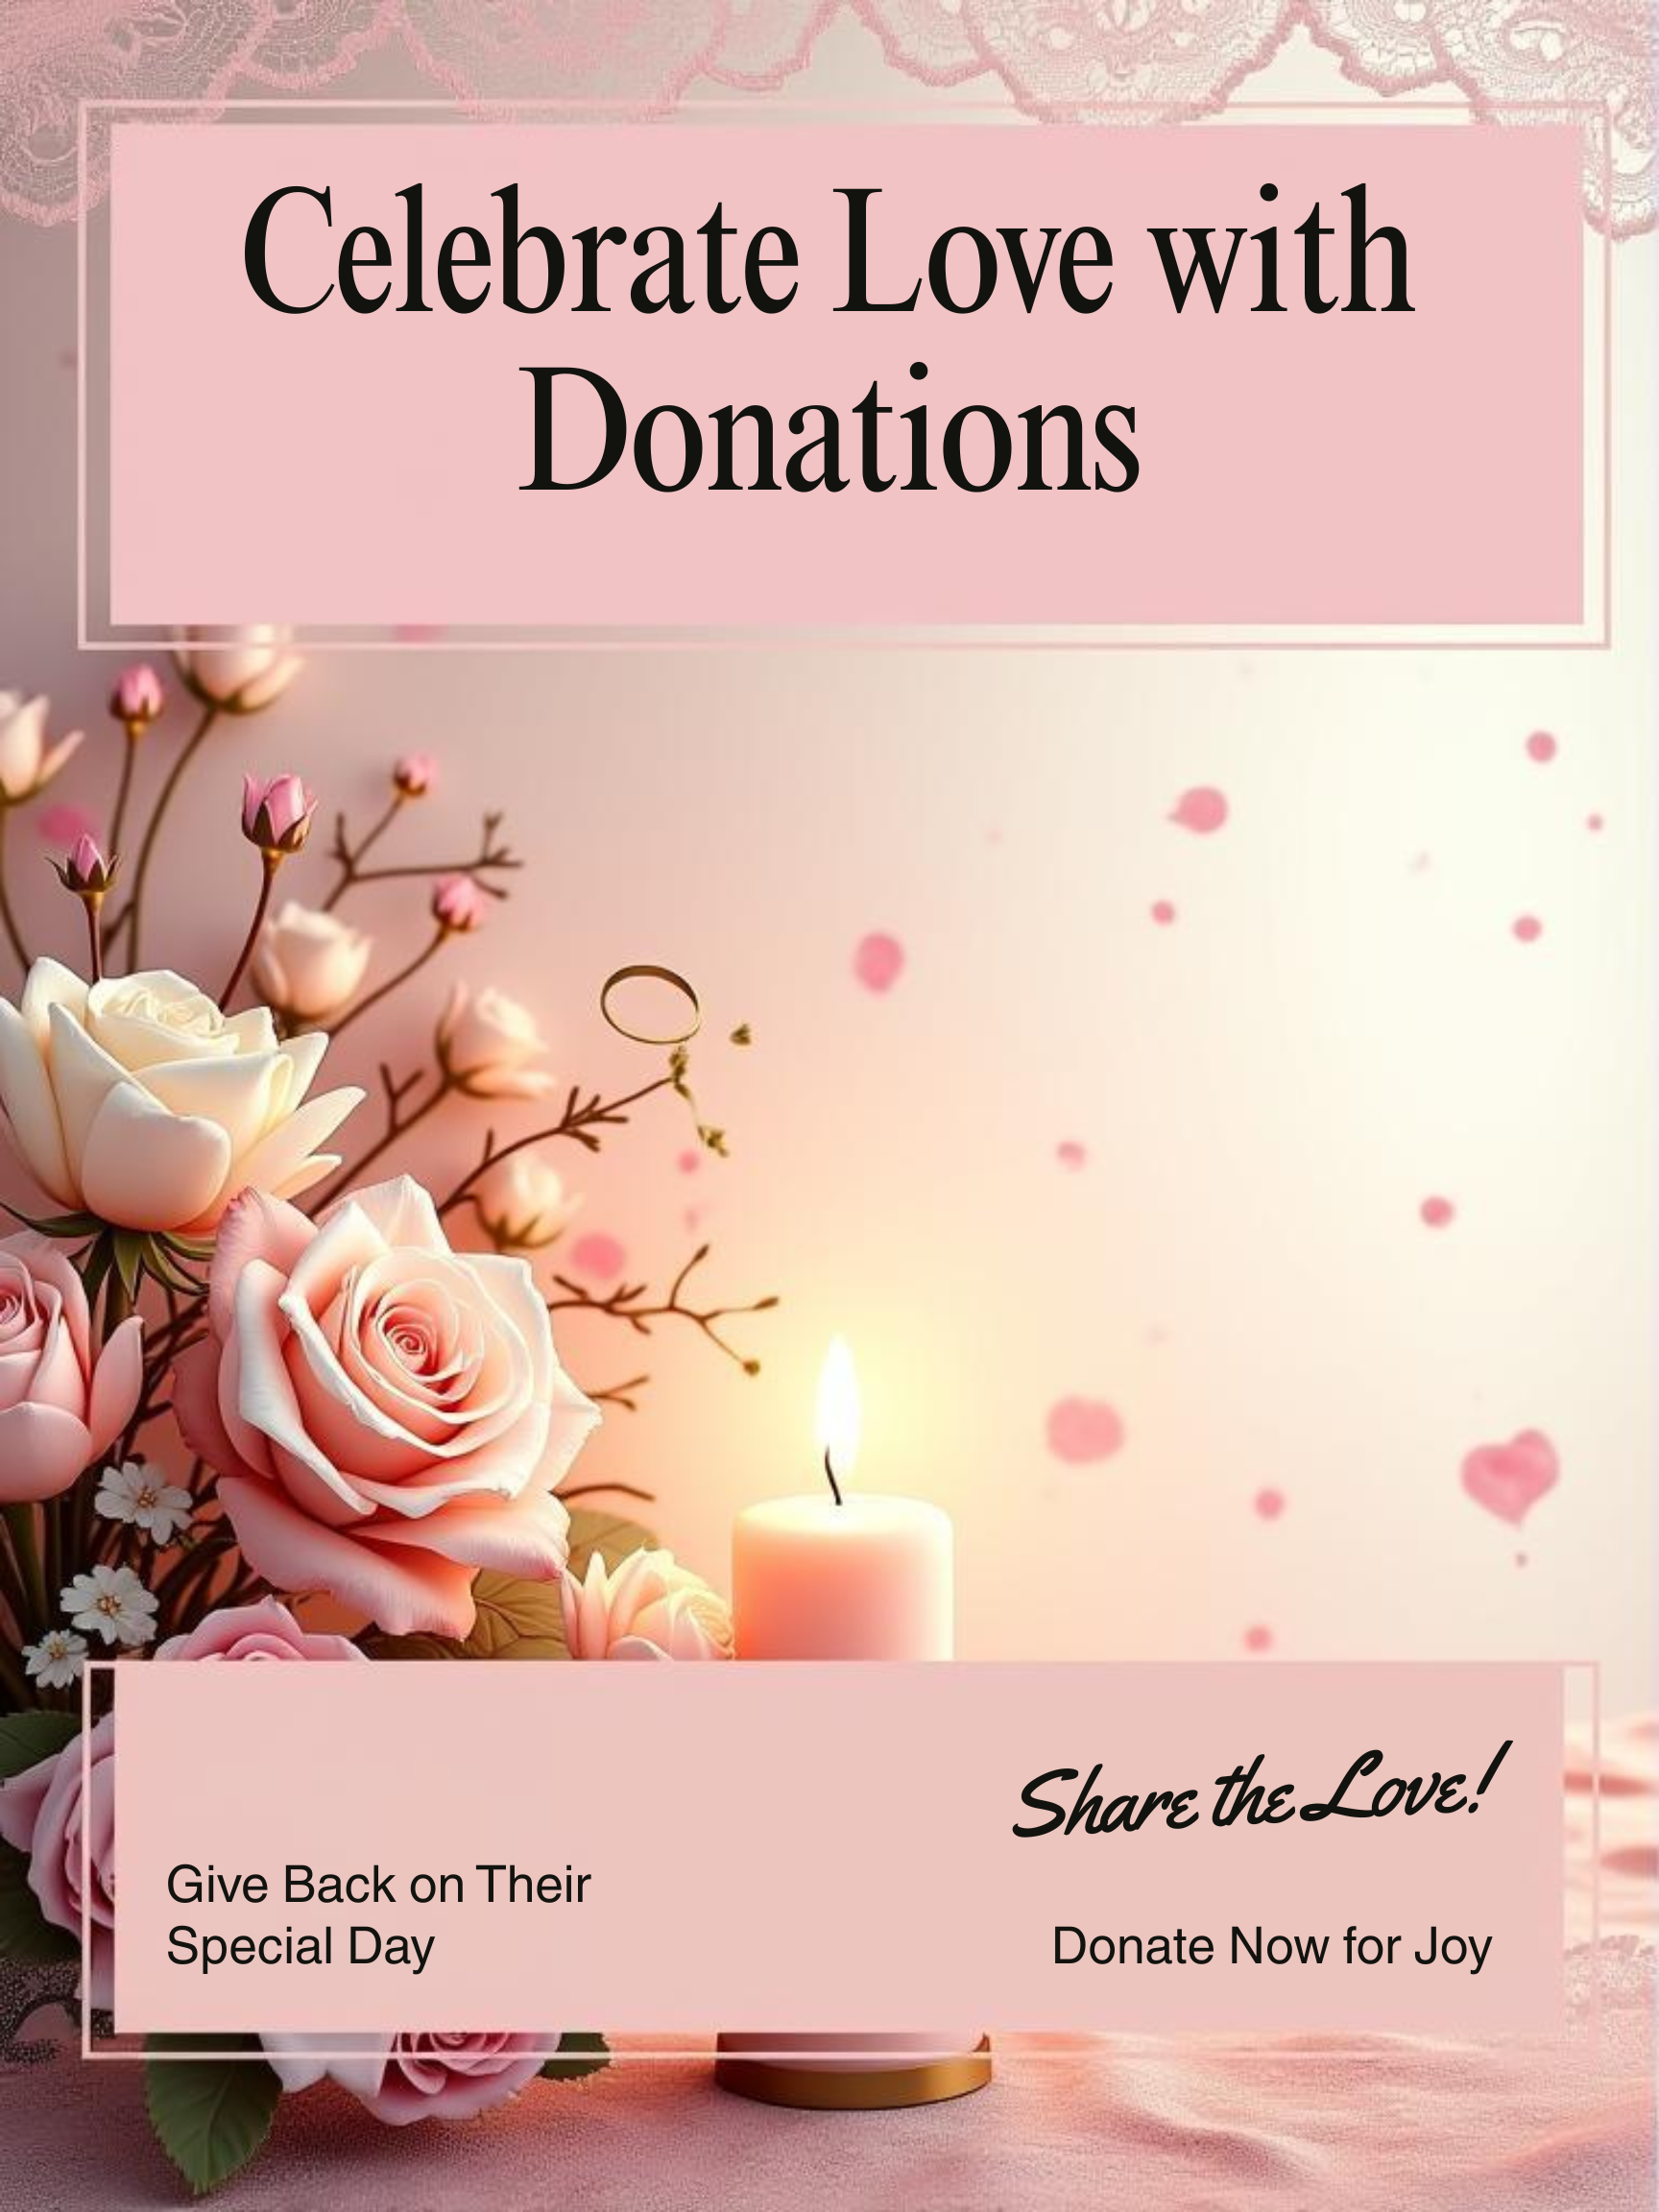 Celebrate Love with
Donations
Share the Love!
Give Back on Their
Special Day
Donate Now for Joy